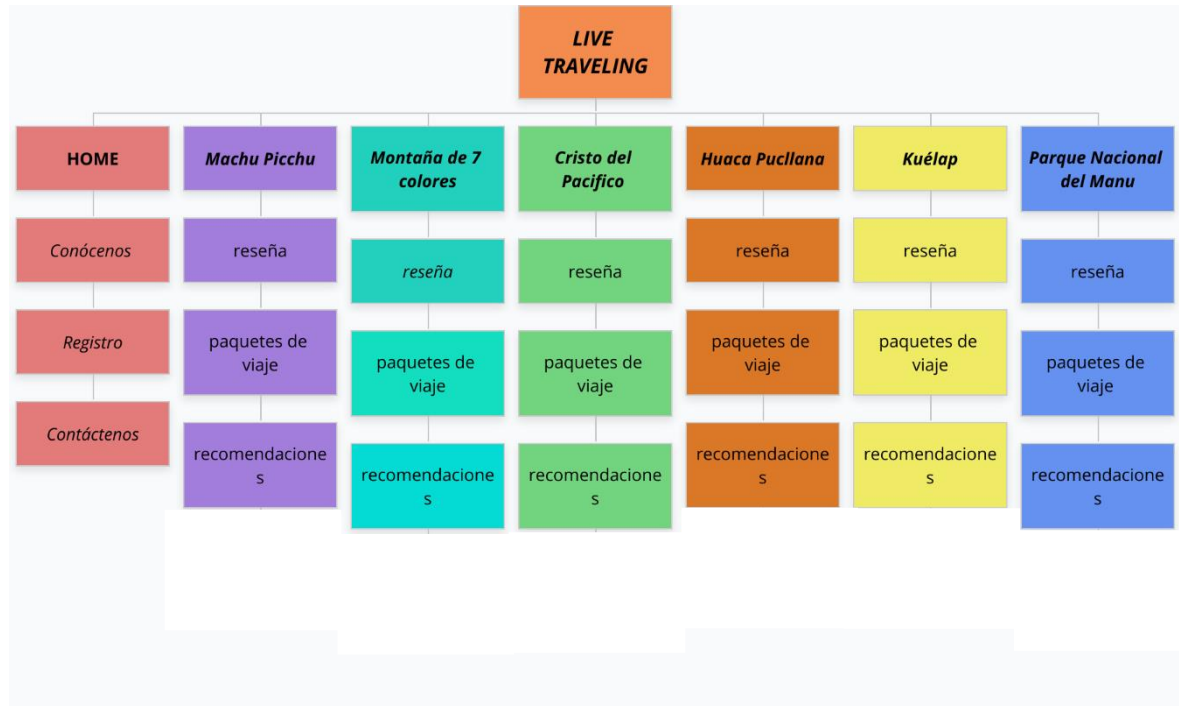 LIVE
TRAVELING
HOME
Conócenos
Registro
Contáctenos
Machu Picchu
reseña
paquetes de
viaje
recomendacione
s
Montaña de 7
colores
reseña
paquetes de
viaje
recomendacione
s
Cristo del
Pacifico
reseña
paquetes de
viaje
recomendacione
s
Huaca Pucllana
reseña
paquetes de
viaje
recomendacione
s
Kuélap
reseña
paquetes de
viaje
recomendacione
s
Parque Nacional
del Manu
reseña
paquetes de
viaje
recomendacione
s